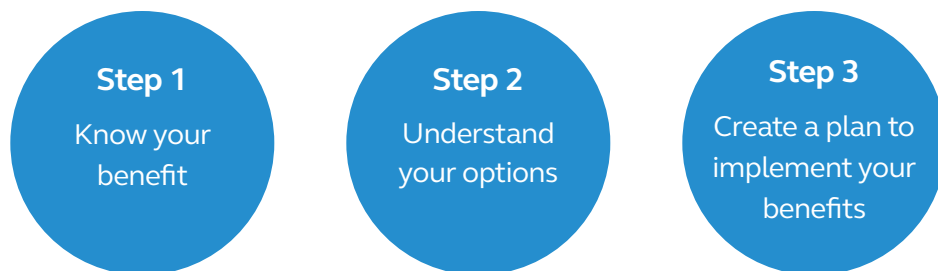 Step 1
Know your
benefit
Step 2
Understand
your options
Step 3
Create a plan to
implement your
benefits